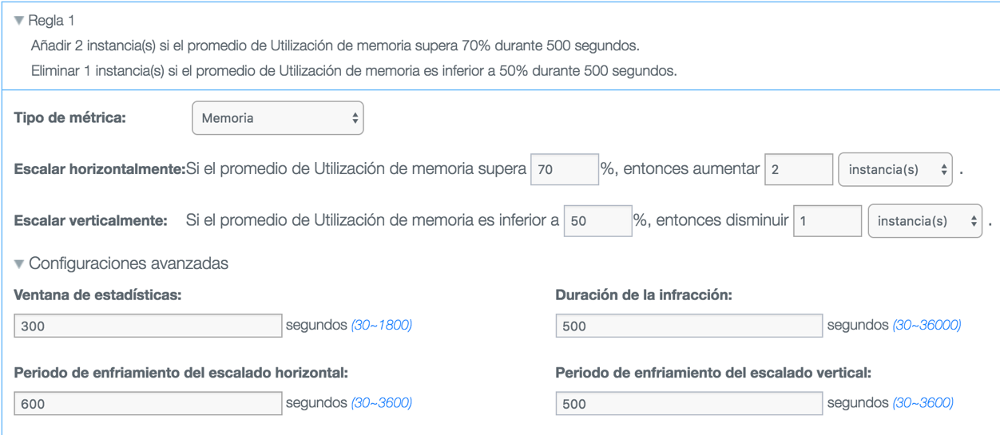 Regla 1
Añadir 2 instancia(s) si el promedio de Utilización de memoria supera 70% durante 500 segundos.
Eliminar 1 instancia(s) si el promedio de Utilización de memoria es inferior a 50% durante 500 segundos.
Tipo de métrica: Memoria
Escalar horizontalmente:Si el promedio de Utilización de memoria supera 70 %, entonces aumentar 2 instancia(s) .
Escalar verticalmente: Si el promedio de Utilización de memoria es inferior a 50 %, entonces disminuir 1 instancia(s) .
Configuraciones avanzadas
Ventana de estadísticas: Duración de la infracción:
300 segundos (30~1800) 500 segundos (30~36000)
Periodo de enfriamiento del escalado horizontal: Periodo de enfriamiento del escalado vertical:
600 segundos (30~3600) 500 segundos (30~3600)